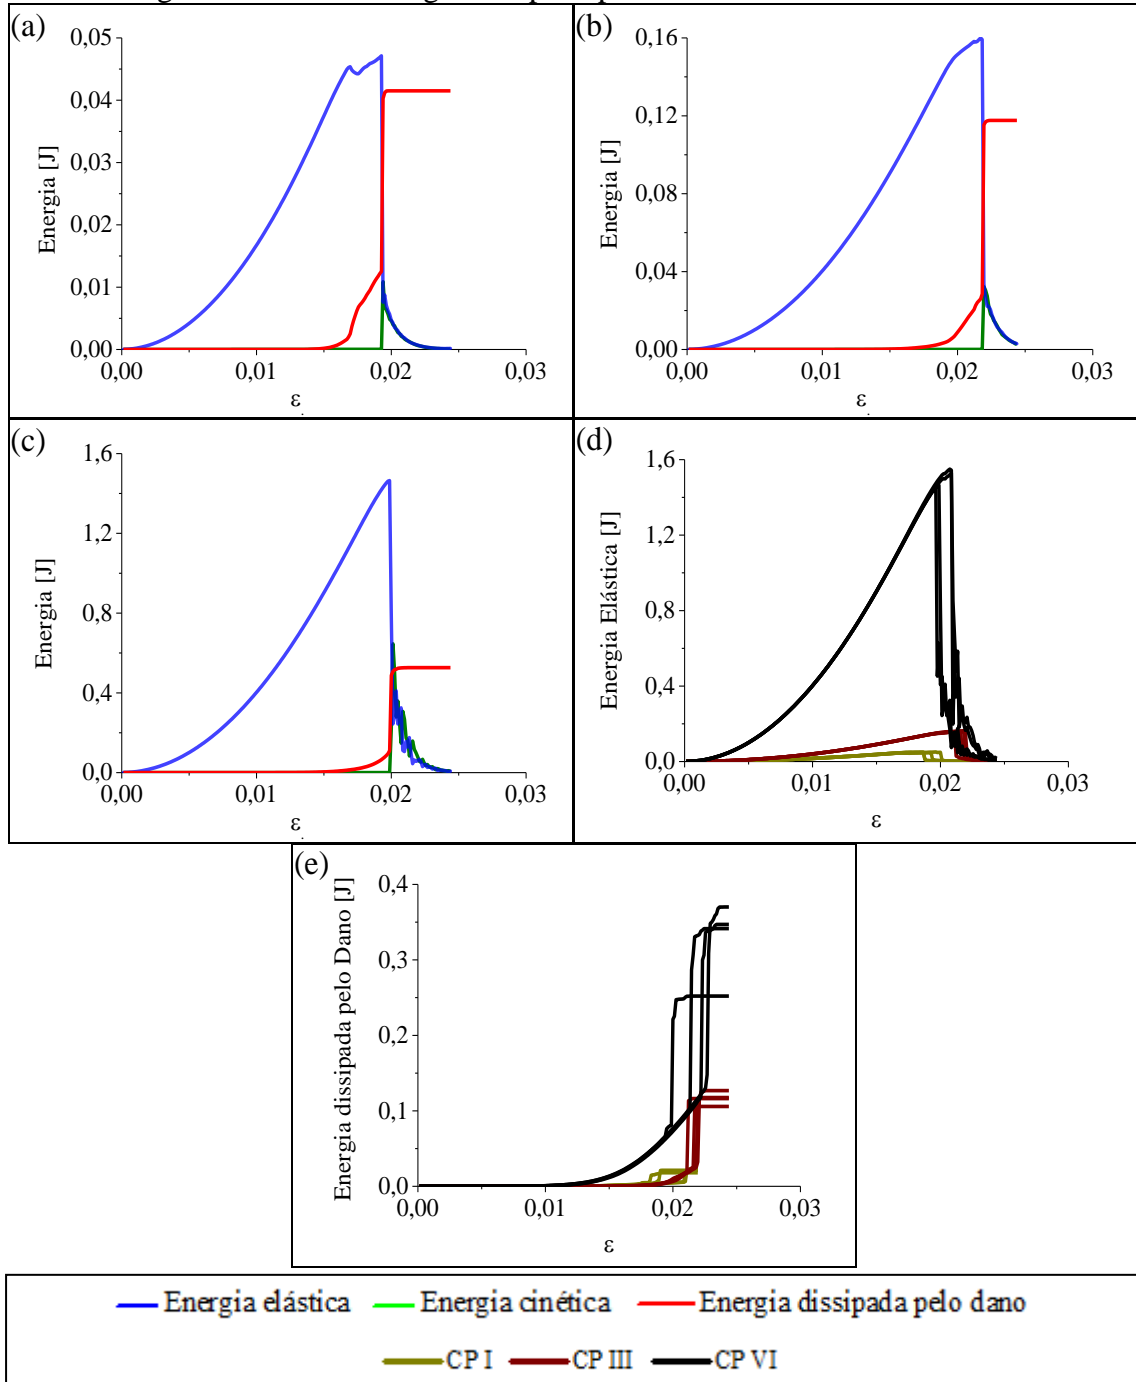 (a)
0,05
0,04
0,03
0,02
0,01
0,00
0,00 0,01 0,02 0,03
Energia [J]
ε
(b)
0,16
0,12
0,08
0,04
0,00
0,00 0,01 0,02 0,03
Energia [J]
ε
(c)
1,6
1,2
0,8
0,4
0,0
0,00 0,01 0,02 0,03
Energia [J]
ε
(d)
1,6
1,2
0,8
0,4
0,0
0,00 0,01 0,02 0,03
Energia Elástica [J]
ε
(e)
0,4
0,3
0,2
0,1
0,0
0,00 0,01 0,02 0,03
Energia dissipada pelo Dano [J]
ε
Energia elástica Energia cinética Energia dissipada pelo dano
CP I CP III CP VI